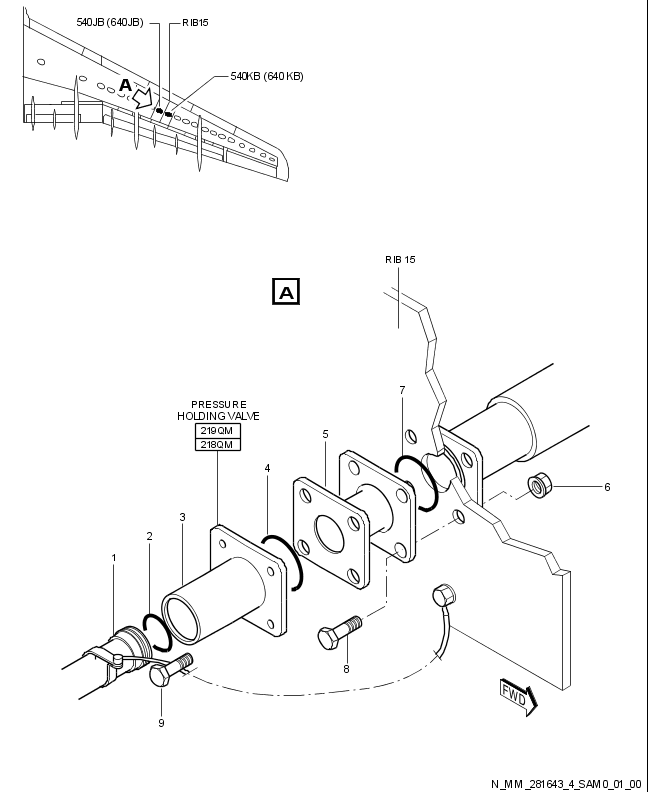 540JB (640JB)
RIB15
540KB (640 KB)
A
RIB 15
A
PRESSURE
HOLDING VALVE
219QM
218QM
7
5
4
6
3
2
1
8
9
FWD
N_MM_281643_4_SAM0_01_00